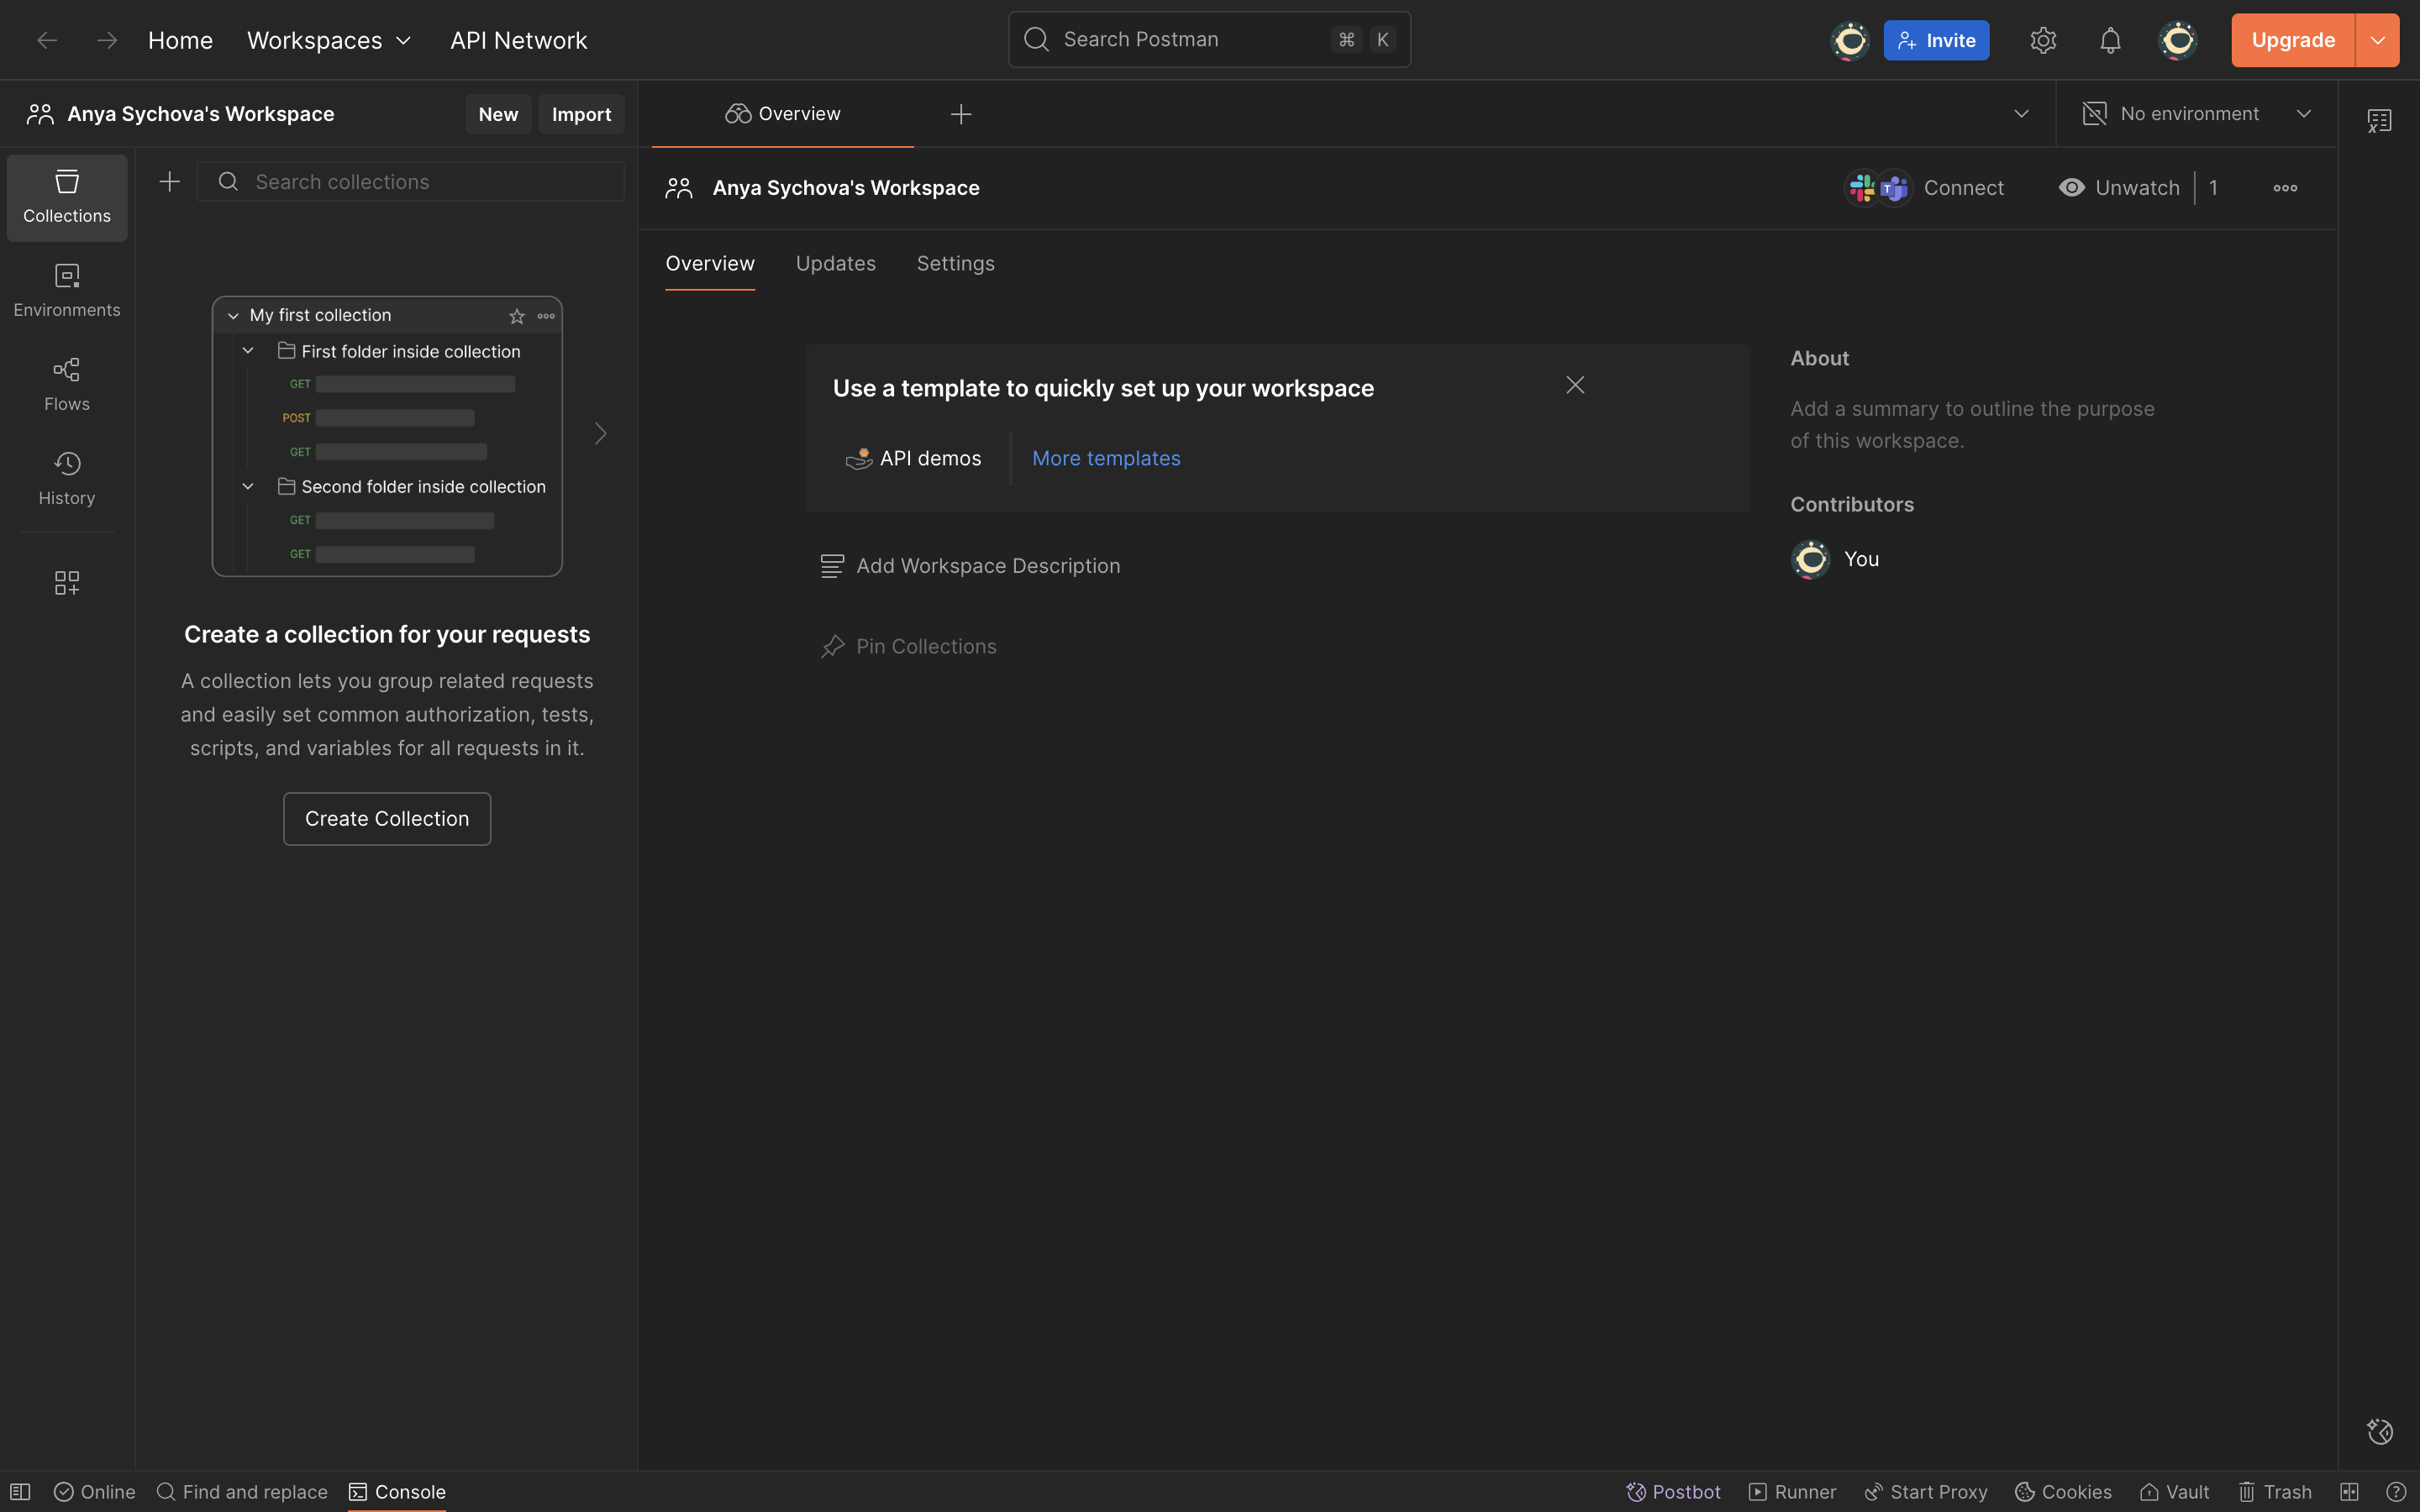 Home
Workspaces
API Network
Search Postman
⌘ K
Invite
Upgrade
Anya Sychova's Workspace
New
Import
Overview
No environment
Collections
Environments
Flows
History
Search collections
My first collection
First folder inside collection
GET
POST
GET
Second folder inside collection
GET
GET
Create a collection for your requests
A collection lets you group related requests
and easily set common authorization, tests,
scripts, and variables for all requests in it.
Create Collection
Anya Sychova's Workspace
T
Connect
Unwatch
1
Overview
Updates
Settings
Use a template to quickly set up your workspace
API demos
More templates
Add Workspace Description
Pin Collections
About
Add a summary to outline the purpose
of this workspace.
Contributors
You
Online
Find and replace
Console
Postbot
Runner
Start Proxy
Cookies
Vault
Trash